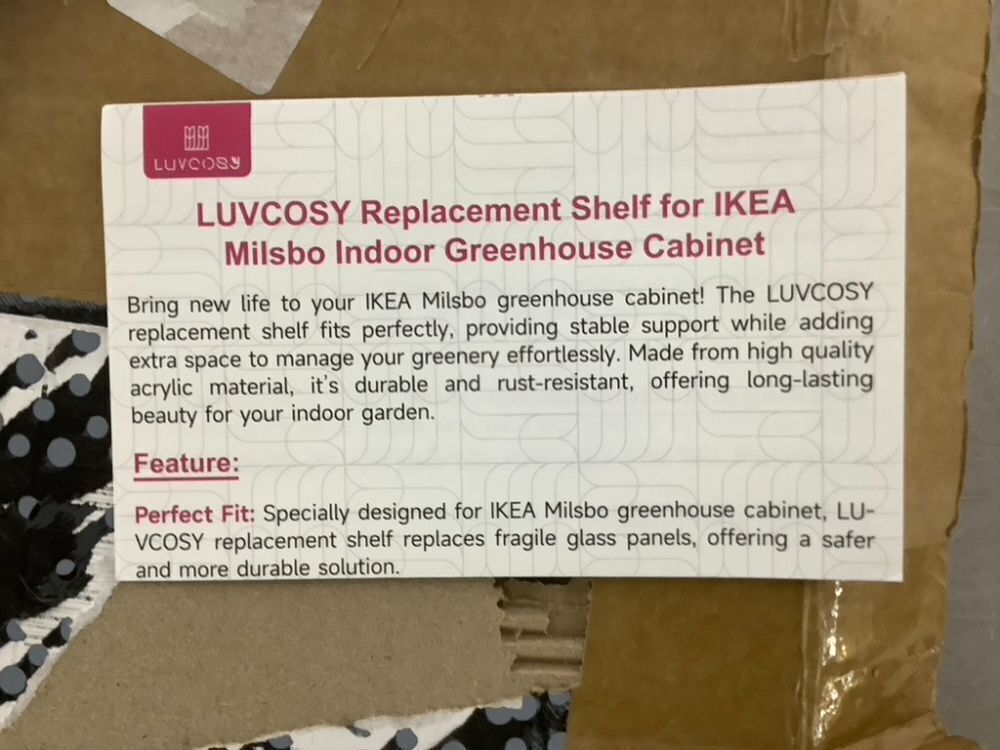 LUVCOSY
LUVCOSY Replacement Shelf for IKEA
Milsbo Indoor Greenhouse Cabinet
Bring new life to your IKEA Milsbo greenhouse cabinet! The LUVCOSY
replacement shelf fits perfectly, providing stable support while adding
extra space to manage your greenery effortlessly. Made from high quality
acrylic material, it's durable and rust-resistant, offering long-lasting
beauty for your indoor garden.
Feature:
Perfect Fit: Specially designed for IKEA Milsbo greenhouse cabinet, LU-
VCOSY replacement shelf replaces fragile glass panels, offering a safer
and more durable solution.